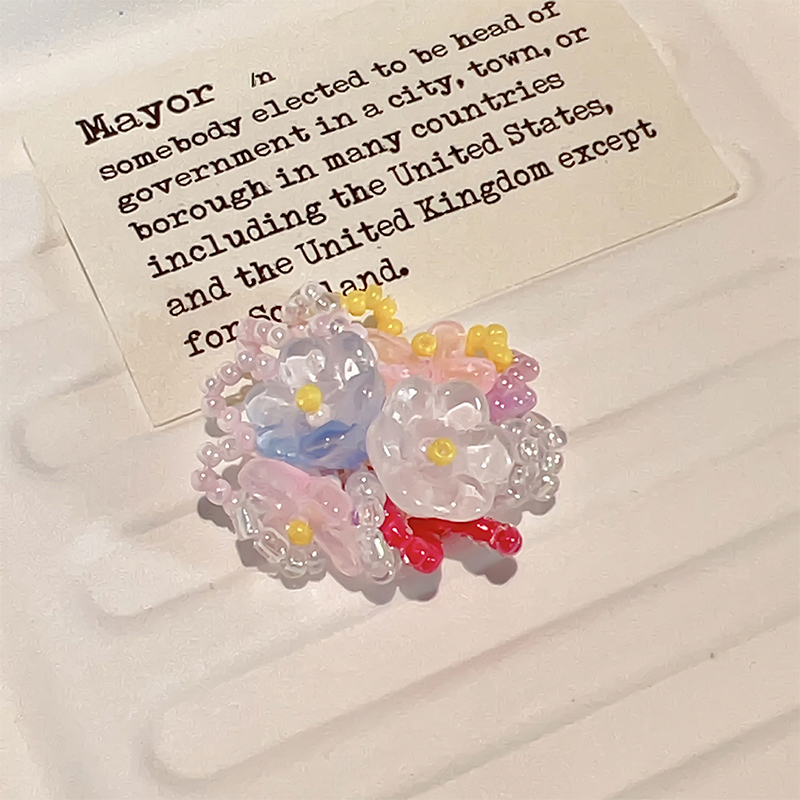 Mayor /n
somebody elected to be head of
government in a city, town, or
borough in many countries
including the United States,
and the United Kingdom except
for